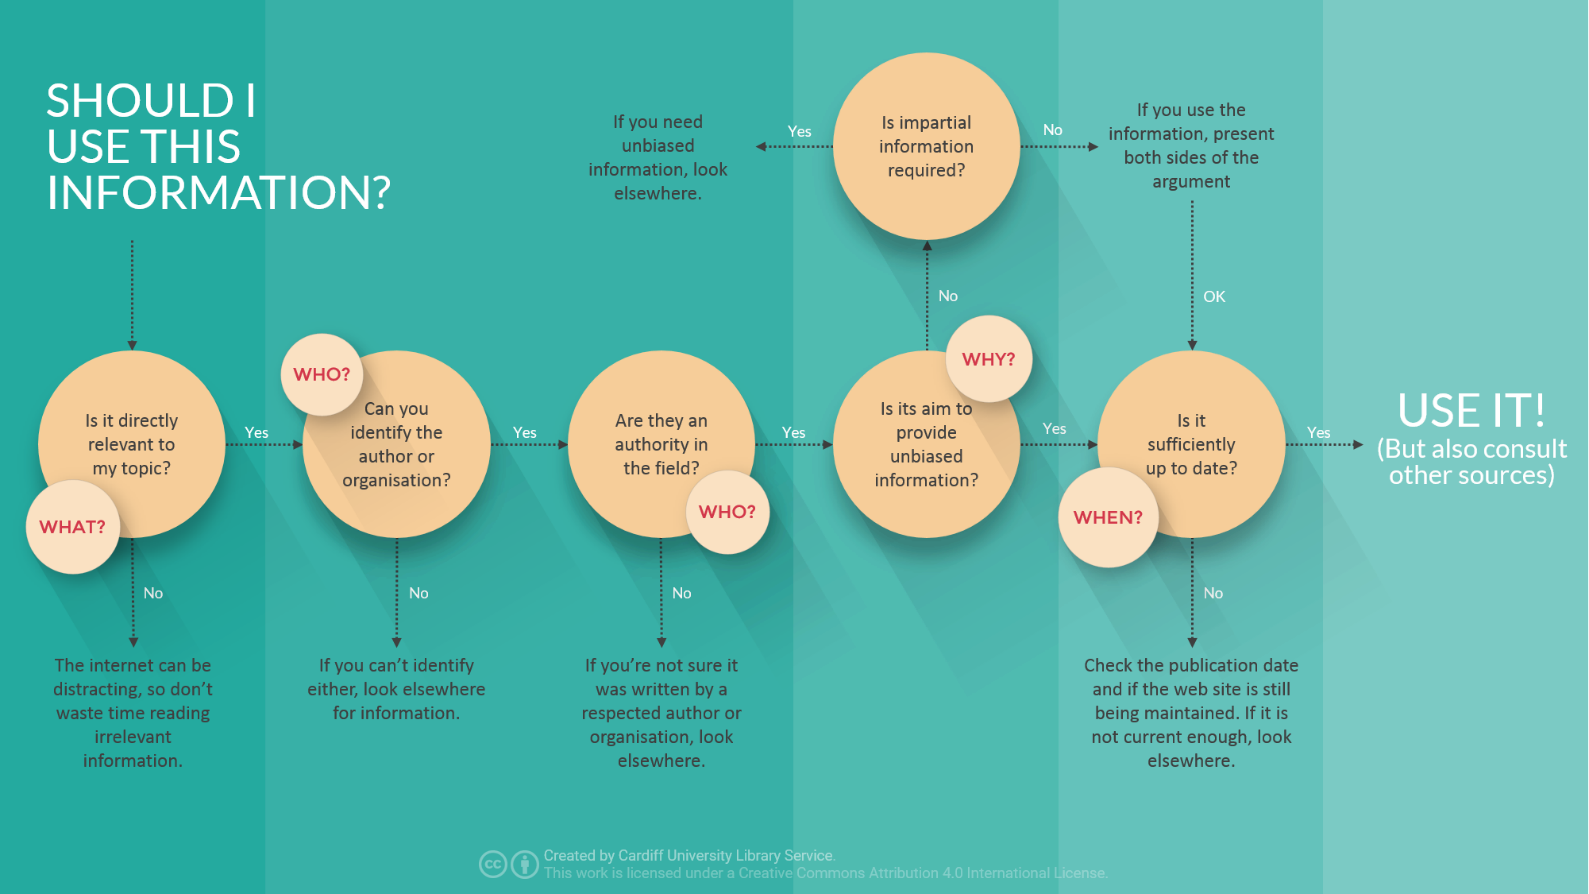 SHOULD I
USE THIS
INFORMATION?
Is it directly
relevant to
my topic?
WHAT?
Yes
No
The internet can be
distracting, so don't
waste time reading
irrelevant
information.
WHO?
Can you
identify the
author or
organisation?
Yes
No
If you can't identify
either, look elsewhere
for information.
Are they an
authority in
the field?
WHO?
Yes
No
If you're not sure it
was written by a
respected author or
organisation, look
elsewhere.
WHY?
Is its aim to
provide
unbiased
information?
Yes
No
Is impartial
information
required?
Yes
If you need
unbiased
information, look
elsewhere.
No
If you use the
information, present
both sides of the
argument
OK
Is it
sufficiently
up to date?
WHEN?
Yes
No
Check the publication date
and if the web site is still
being maintained. If it is
not current enough, look
elsewhere.
USE IT!
(But also consult
other sources)
cc
Created by Cardiff University Library Service.
This work is licensed under a Creative Commons Attribution 4.0 International License.